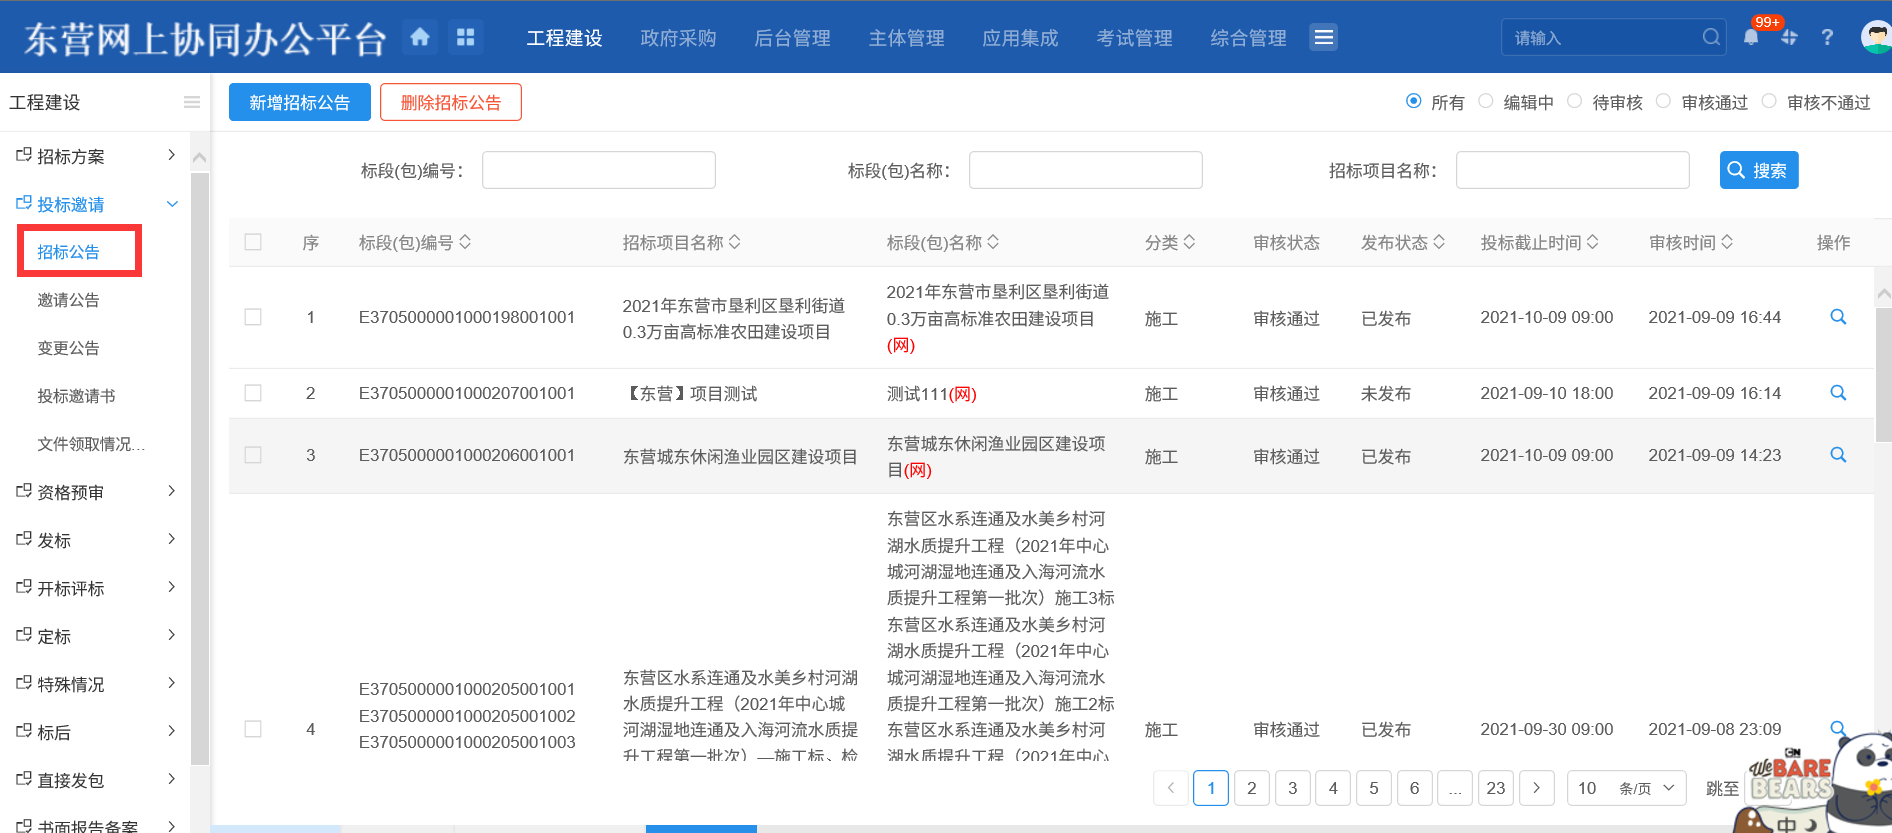 东营网上协同办公平台
工程建设 政府采购 后台管理 主体管理 应用集成 考试管理 综合管理
请输入
99+
?
工程建设
招标方案
投标邀请
招标公告
邀请公告
变更公告
投标邀请书
文件领取情况...
资格预审
发标
开标评标
定标
特殊情况
标后
直接发包
书面报告备案
新增招标公告 删除招标公告
所有 编辑中 待审核 审核通过 审核不通过
标段(包)编号： 标段(包)名称： 招标项目名称： 搜索
序 标段(包)编号 招标项目名称 标段(包)名称 分类 审核状态 发布状态 投标截止时间 审核时间 操作
1 E3705000001000198001001
2021年东营市垦利区垦利街道
0.3万亩高标准农田建设项目
2021年东营市垦利区垦利街道
0.3万亩高标准农田建设项目
(网)
施工 审核通过 已发布 2021-10-09 09:00 2021-09-09 16:44
2 E3705000001000207001001 【东营】项目测试 测试111(网) 施工 审核通过 未发布 2021-09-10 18:00 2021-09-09 16:14
3 E3705000001000206001001 东营城东休闲渔业园区建设项目
东营城东休闲渔业园区建设项
目(网)
施工 审核通过 已发布 2021-10-09 09:00 2021-09-09 14:23
4
E3705000001000205001001
E3705000001000205001002
E3705000001000205001003
东营区水系连通及水美乡村河湖
水质提升工程（2021年中心城
河湖湿地连通及入海河流水质提
升工程第一批次）—施工标、检
东营区水系连通及水美乡村河
湖水质提升工程（2021年中心
城河湖湿地连通及入海河流水
质提升工程第一批次）施工3标
东营区水系连通及水美乡村河
湖水质提升工程（2021年中心
城河湖湿地连通及入海河流水
质提升工程第一批次）施工2标
东营区水系连通及水美乡村河
湖水质提升工程（2021年中心
施工 审核通过 已发布 2021-09-30 09:00 2021-09-08 23:09
1 2 3 4 5 6 ... 23 10 条/页 跳至
CN
We BARE
BEARS
中